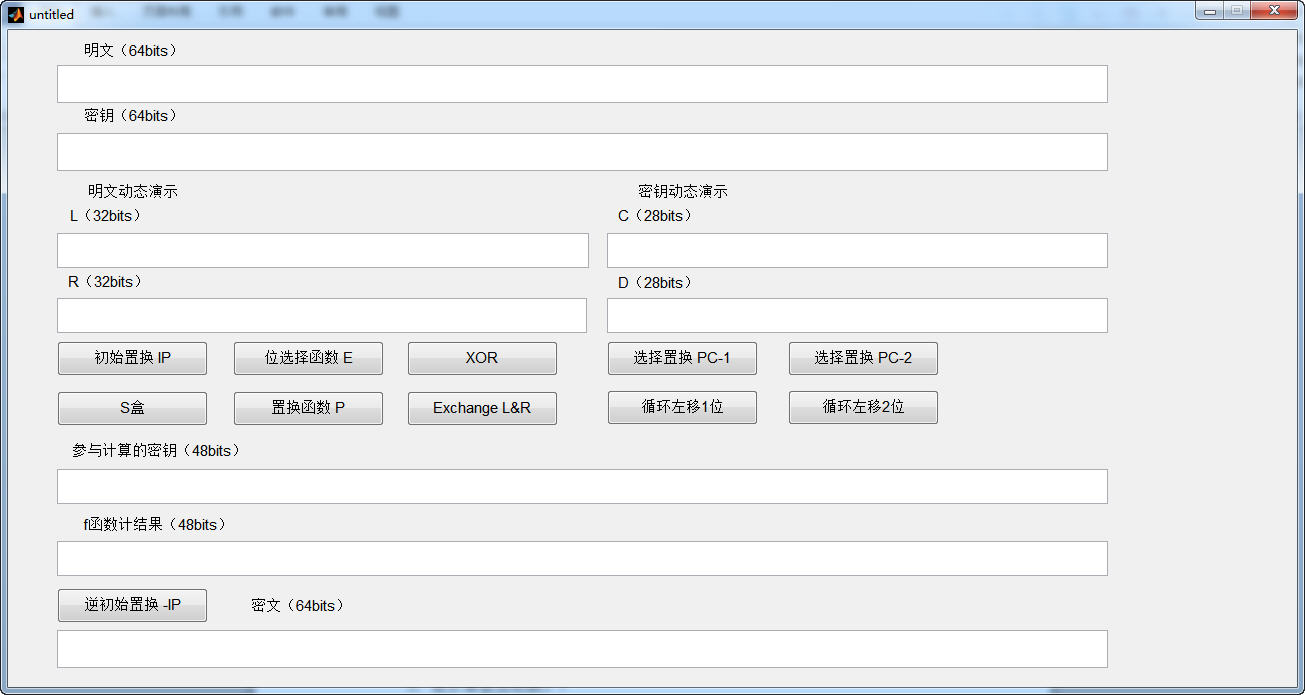 untitled
明文（64bits）
密钥（64bits）
明文动态演示
密钥动态演示
L（32bits）
C（28bits）
R（32bits）
D（28bits）
初始置换 IP
位选择函数 E
XOR
选择置换 PC-1
选择置换 PC-2
S盒
置换函数 P
Exchange L&R
循环左移1位
循环左移2位
参与计算的密钥（48bits）
f函数计结果（48bits）
逆初始置换 -IP
密文（64bits）